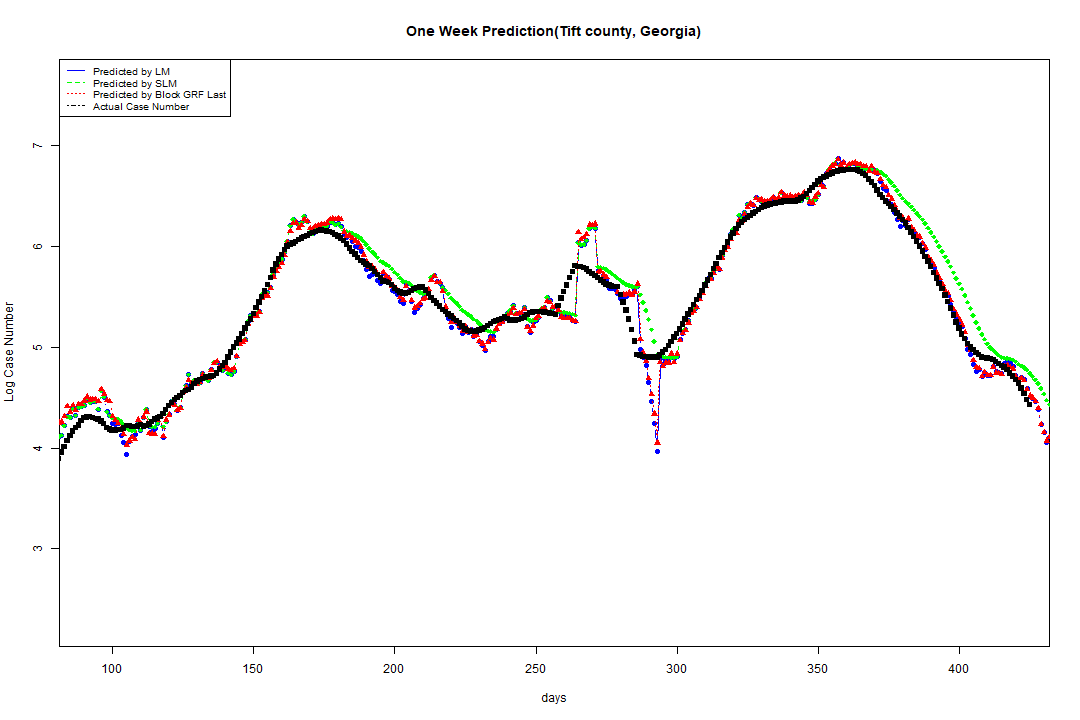 One Week Prediction(Tift county, Georgia)
Predicted by LM
Predicted by SLM
Predicted by Block GRF Last
Actual Case Number
7
6
5
4
3
Log Case Number
100 150 200 250 300 350 400
days